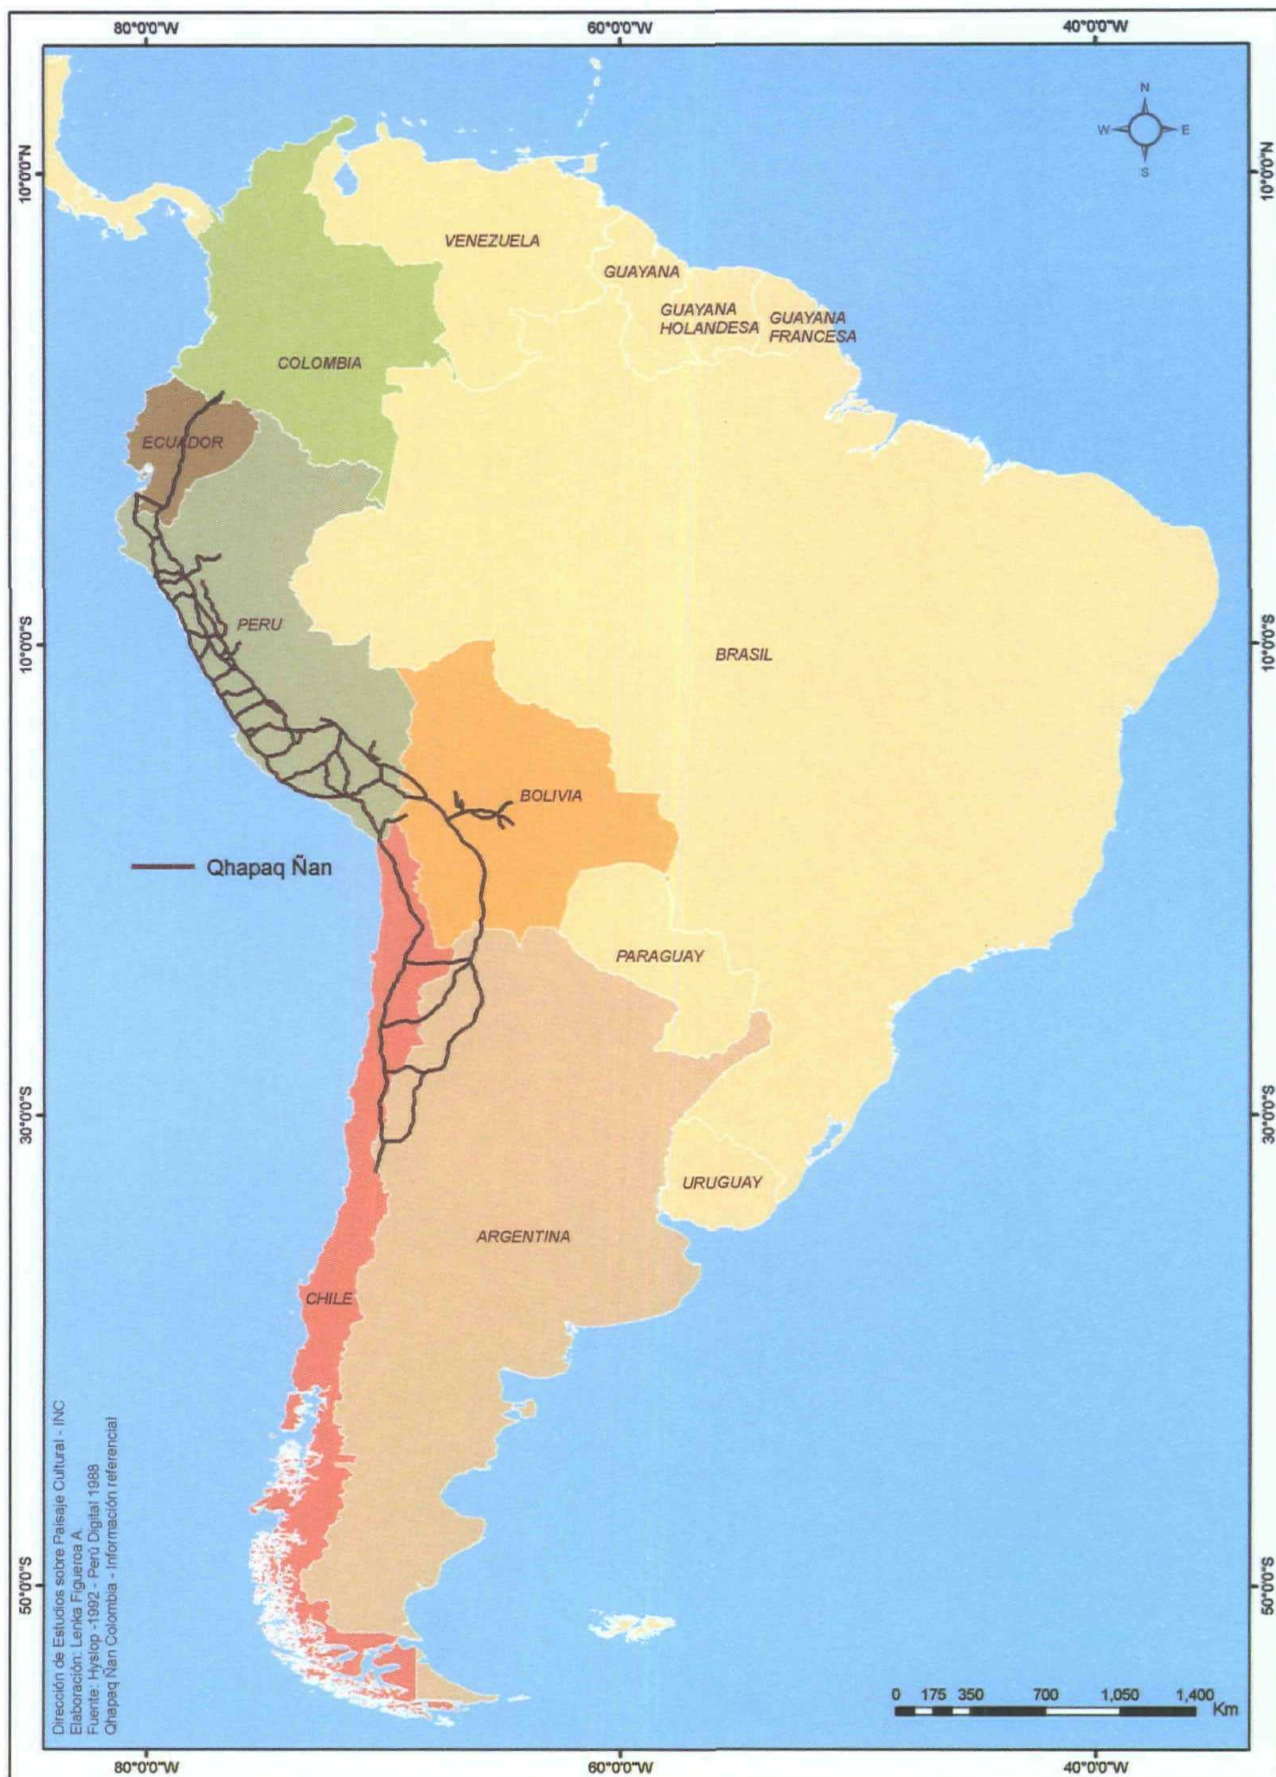 80°0'0"W
60°0'0"W
40°0'0"W
10°0'0"N
10°0'0"N
N
W
E
S
VENEZUELA
GUAYANA
GUAYANA
HOLANDESA
GUAYANA
FRANCESA
COLOMBIA
ECUADOR
PERU
10°0'0"S
10°0'0"S
BRASIL
BOLIVIA
Qhapaq Ñan
PARAGUAY
30°0'0"S
30°0'0"S
URUGUAY
ARGENTINA
CHILE
50°0'0"S
50°0'0"S
Dirección de Estudios sobre Paisaje Cultural - INC
Elaboración: Lenka Figueroa A.
Fuente: Hyslop -1992 - Perú Digital 1988
Qhapaq Ñan Colombia - Información referencial
0 175 350 700 1,050 1,400
Km
80°0'0"W
60°0'0"W
40°0'0"W